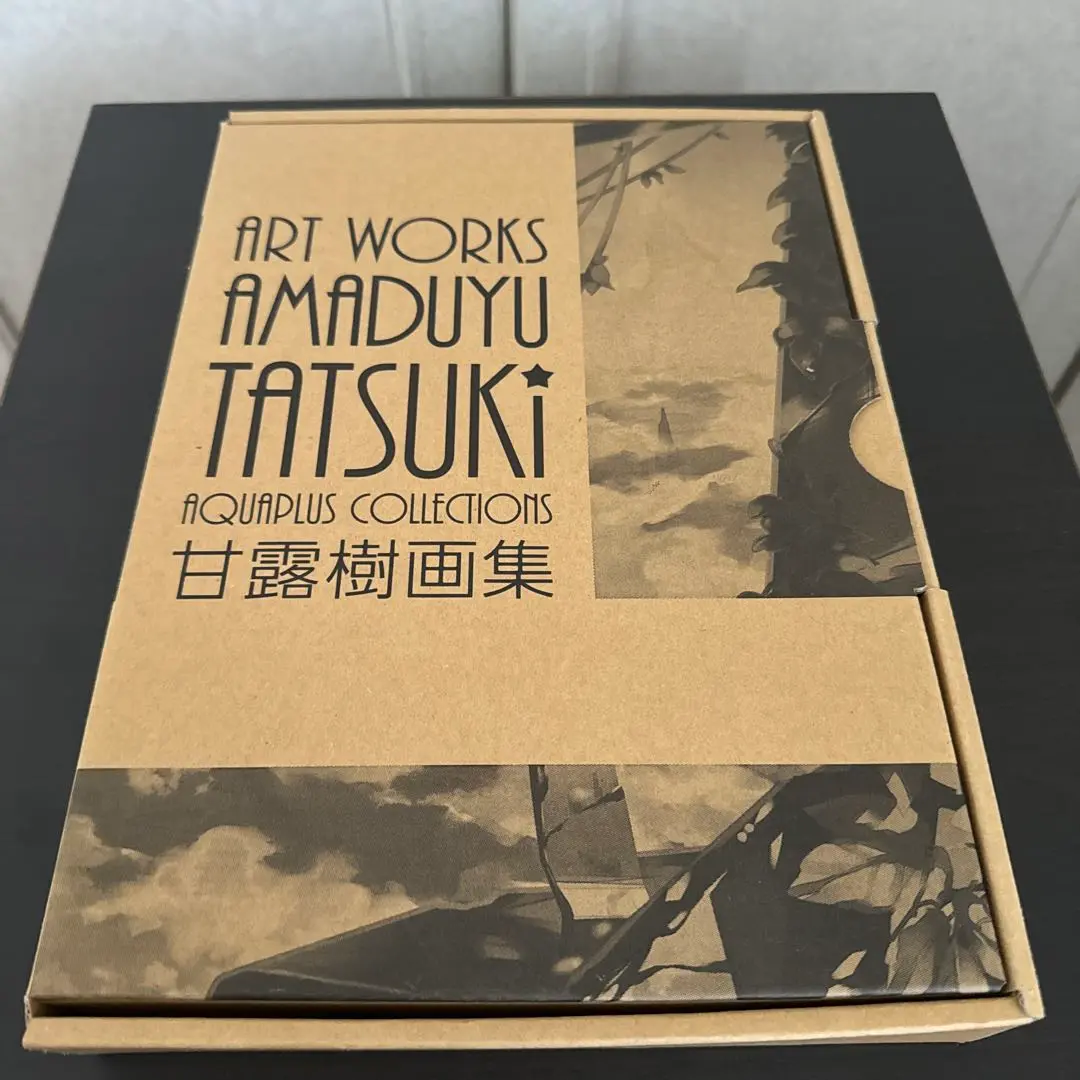 ART WORKS
AMADUYU
TATSUKi
AQUAPLUS COLLECTIONS
甘露樹画集